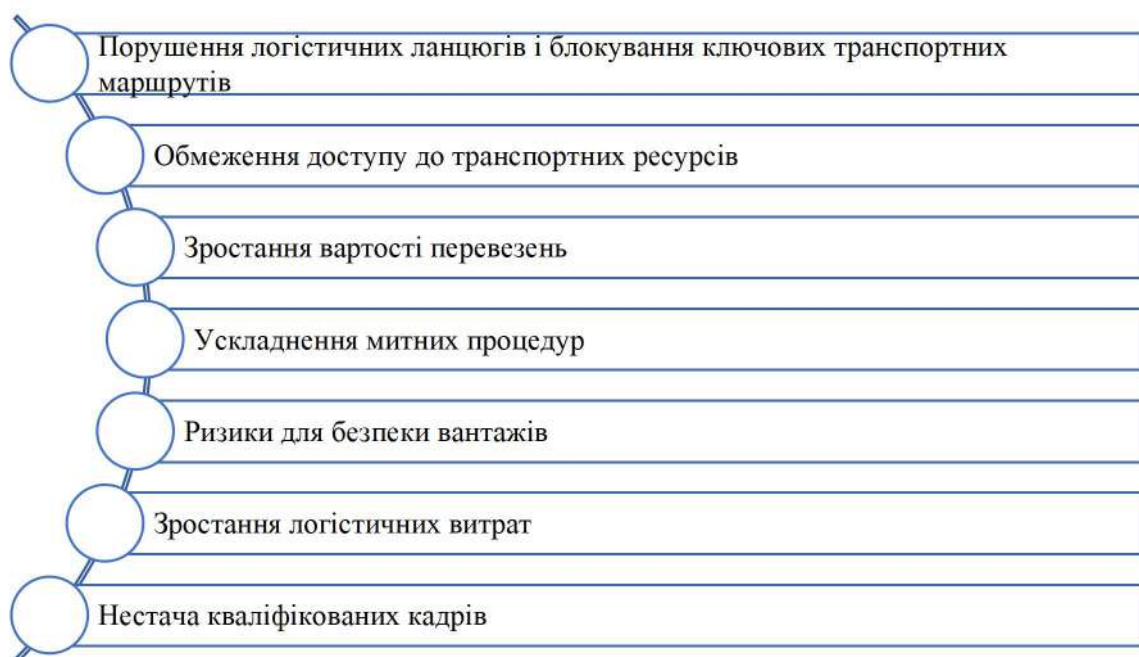 Порушення логістичних ланцюгів і блокування ключових транспортних
маршрутів
Обмеження доступу до транспортних ресурсів
Зростання вартості перевезень
Ускладнення митних процедур
Ризики для безпеки вантажів
Зростання логістичних витрат
Нестача кваліфікованих кадрів